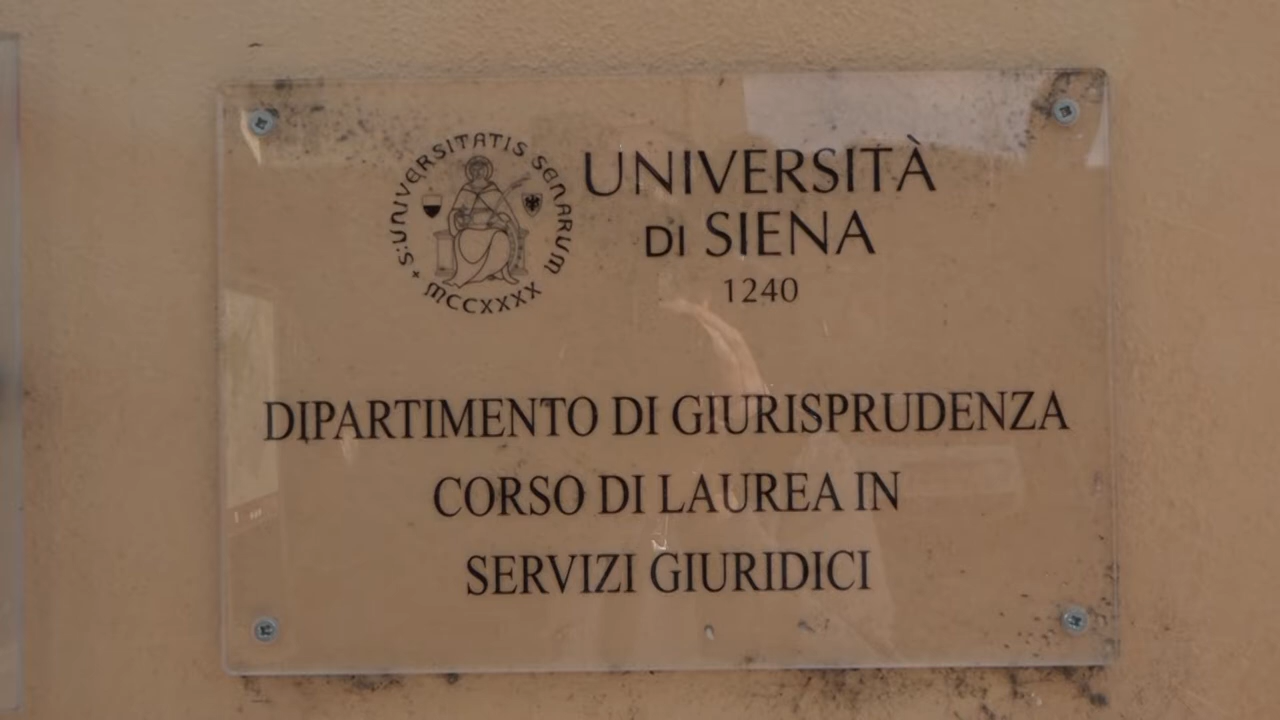 + S:UNIVERSITATIS SENARUM
MCCXXXX
UNIVERSITÀ
DI SIENA
1240
DIPARTIMENTO DI GIURISPRUDENZA
CORSO DI LAUREA IN
SERVIZI GIURIDICI